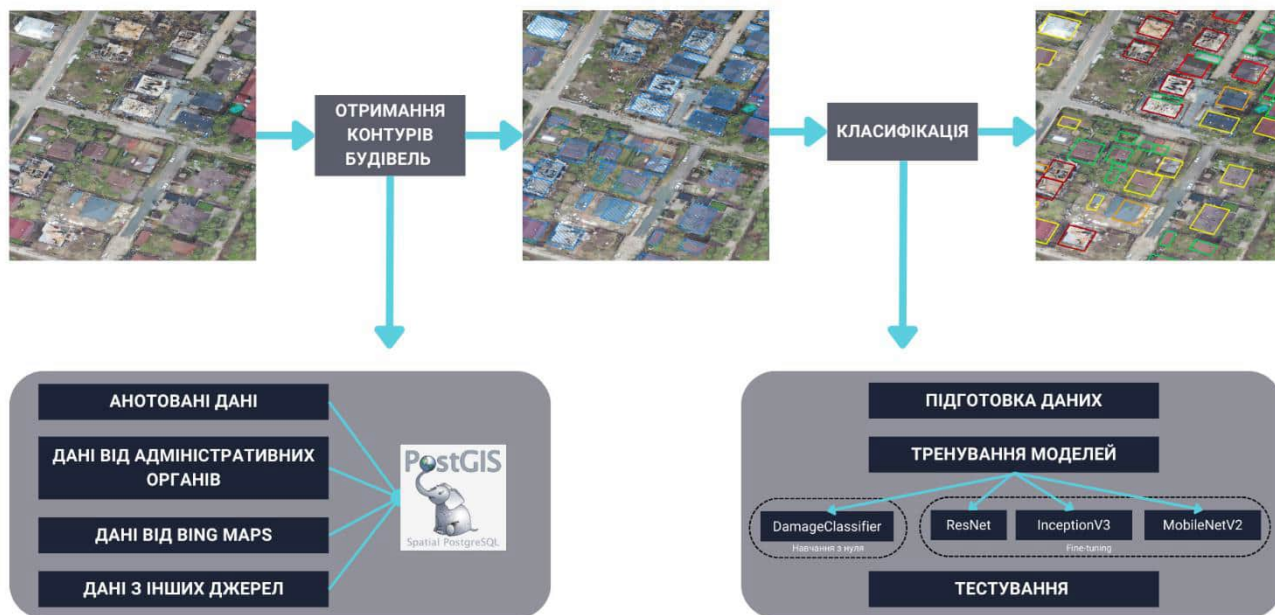 ОТРИМАННЯ
КОНТУРІВ
БУДІВЕЛЬ
КЛАСИФІКАЦІЯ
АНОТОВАНІ ДАНІ
ДАНІ ВІД АДМІНІСТРАТИВНИХ
ОРГАНІВ
ДАНІ ВІД BING MAPS
ДАНІ З ІНШИХ ДЖЕРЕЛ
PostGIS
Spatial PostgreSQL
ПІДГОТОВКА ДАНИХ
ТРЕНУВАННЯ МОДЕЛЕЙ
DamageClassifier
Навчання з нуля
ResNet
InceptionV3
MobileNetV2
Fine-tuning
ТЕСТУВАННЯ